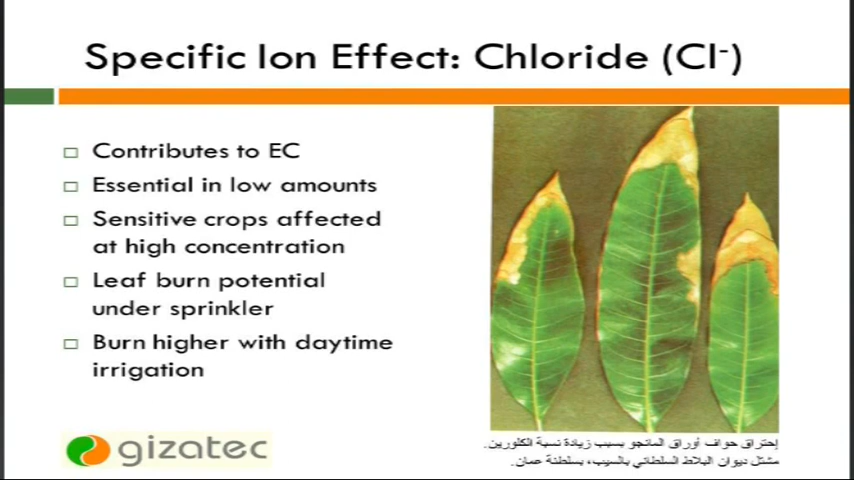 Specific Ion Effect: Chloride (Cl-)
Contributes to EC
Essential in low amounts
Sensitive crops affected
at high concentration
Leaf burn potential
under sprinkler
Burn higher with daytime
irrigation
gizatec
إحتراق حواف أوراق المانجو بسبب زيادة نسبة الكلورين.
مشتل ديوان البلاط السلطاني بالسيب، بسلطنة عمان.